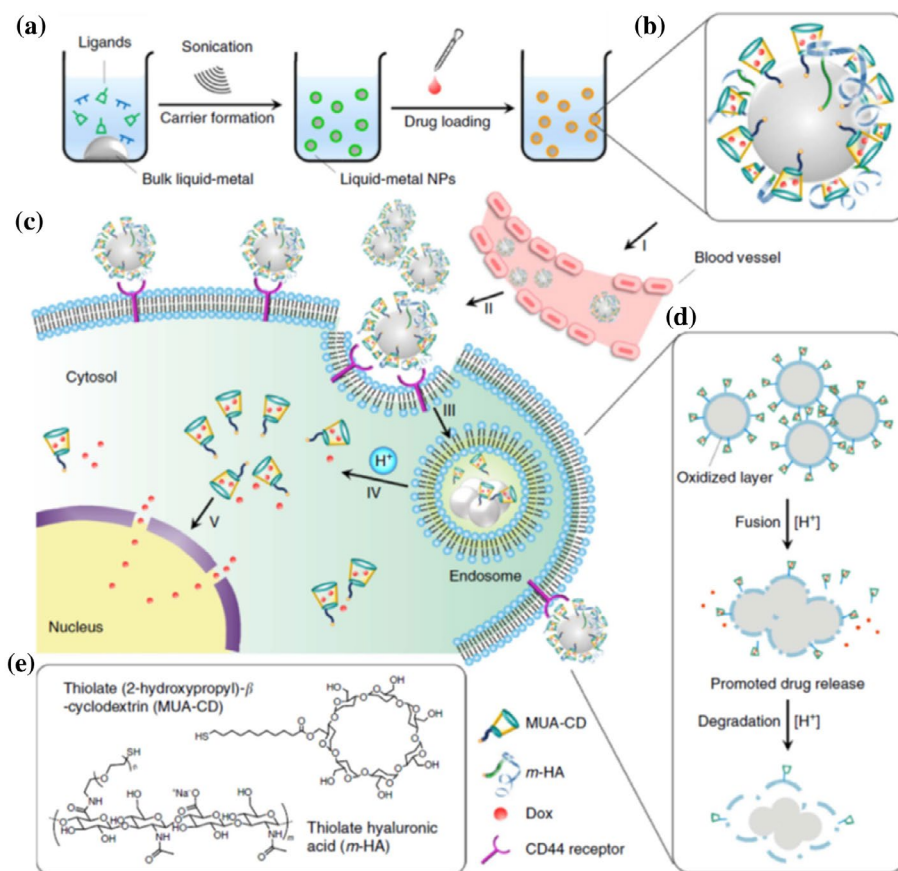 (a)
Ligands
Sonication
Carrier formation
Drug loading
Bulk liquid-metal
Liquid-metal NPs
(b)
(c)
I
Blood vessel
II
Cytosol
III
H⁺
IV
V
Endosome
Nucleus
(d)
Oxidized layer
Fusion
[H⁺]
Promoted drug release
Degradation
[H⁺]
(e)
Thiolate (2-hydroxypropyl)-β
-cyclodextrin (MUA-CD)
Thiolate hyaluronic
acid (m-HA)
MUA-CD
m-HA
Dox
CD44 receptor